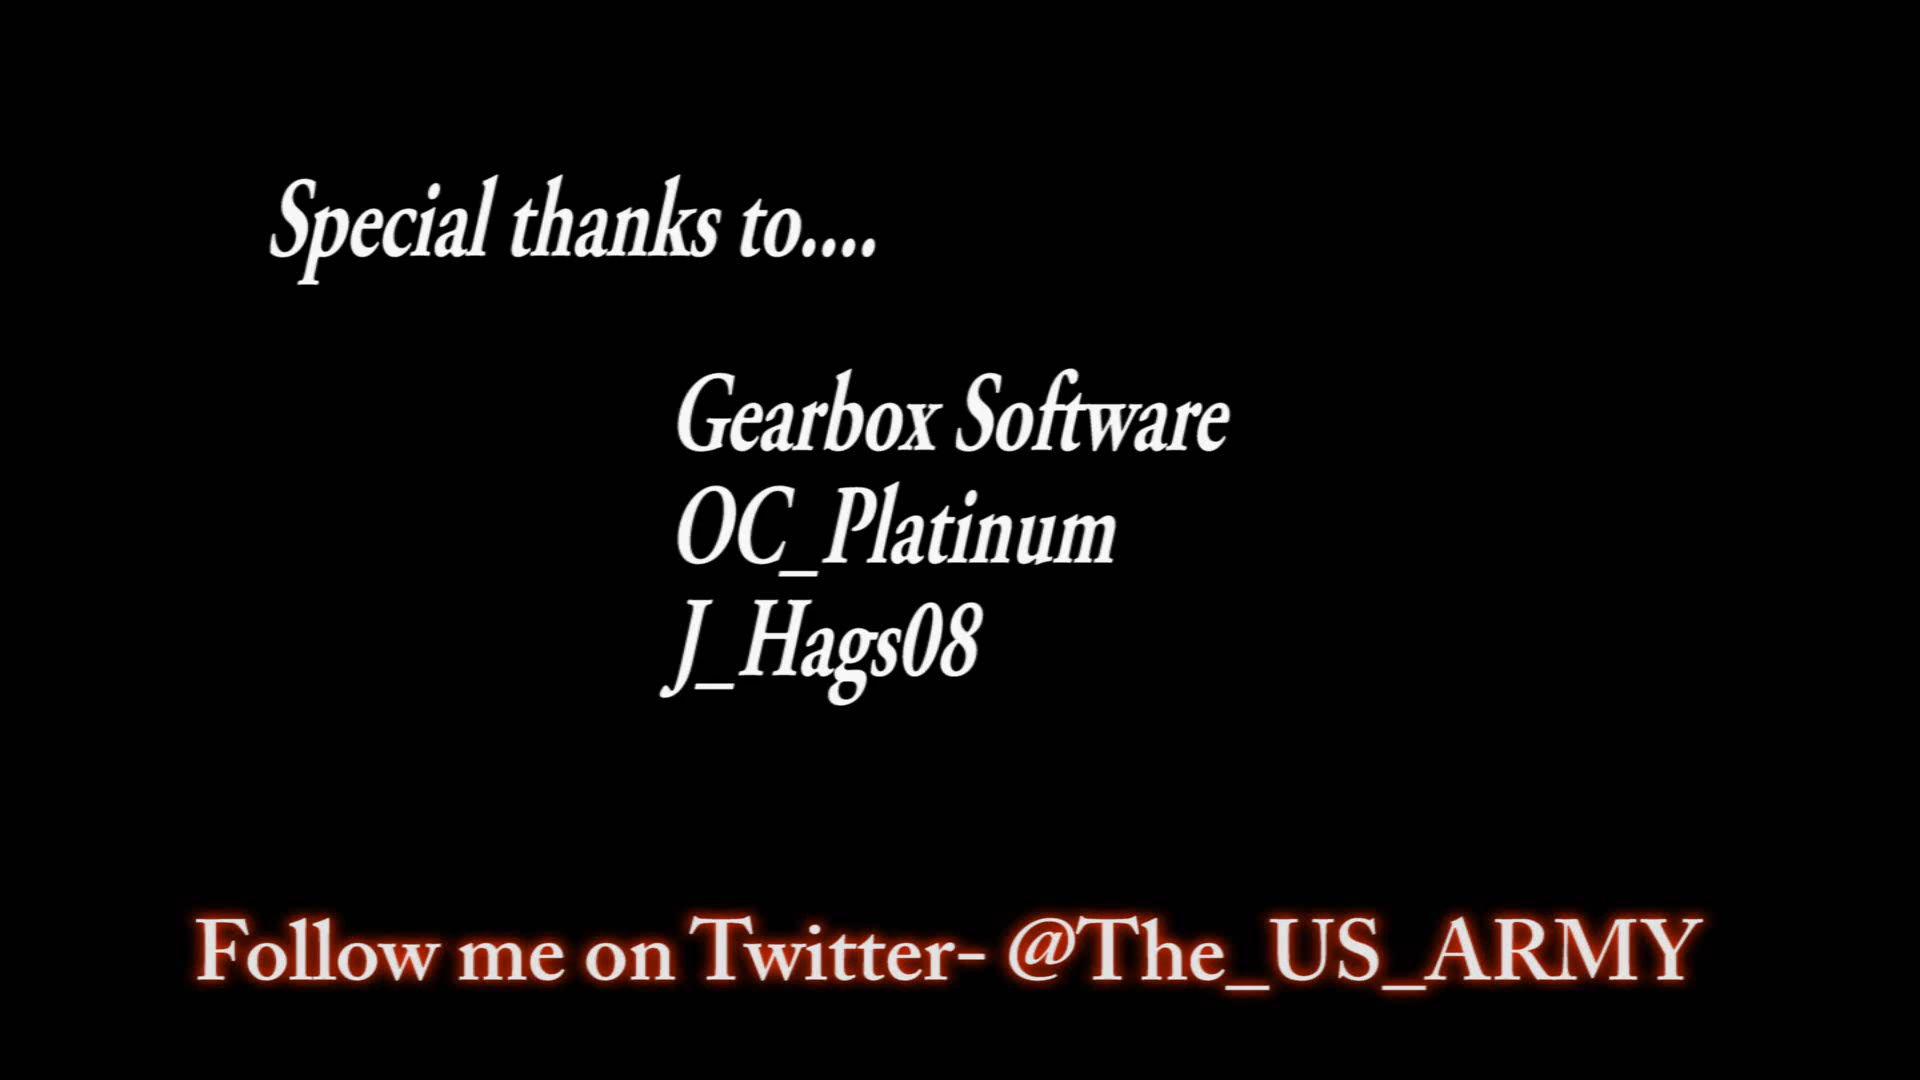 Special thanks to....
Gearbox Software
OC_Platinum
J_Hags08
Follow me on Twitter- @The_US_ARMY